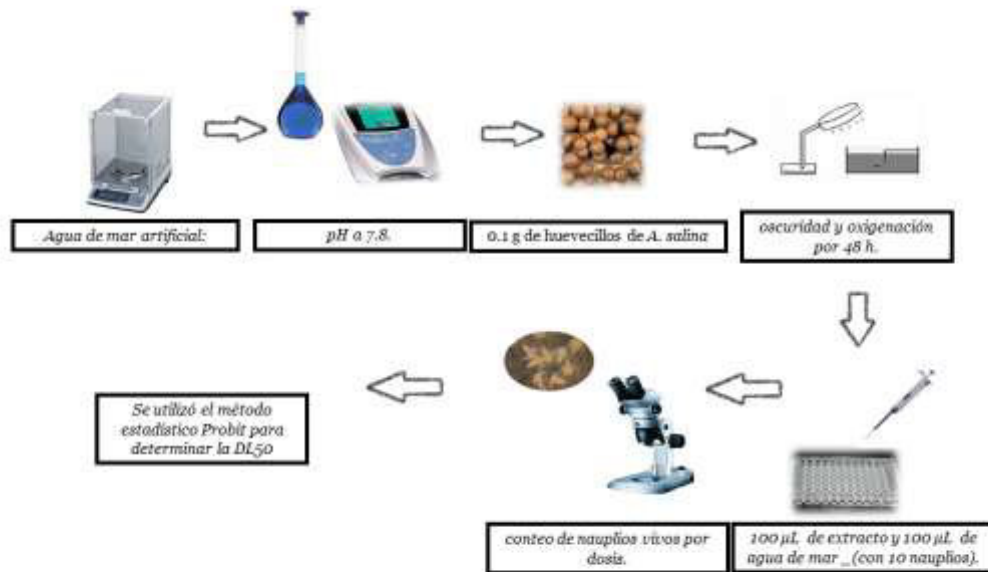 Agua de mar artificial:
pH a 7.8.
0.1 g de huevecillos de A. salina
oscuridad y oxigenación
por 48 h.
100 µL de extracto y 100 µL de
agua de mar _(con 10 nauplios).
conteo de nauplios vivos por
dosis.
Se utilizó el método
estadístico Probit para
determinar la DL50